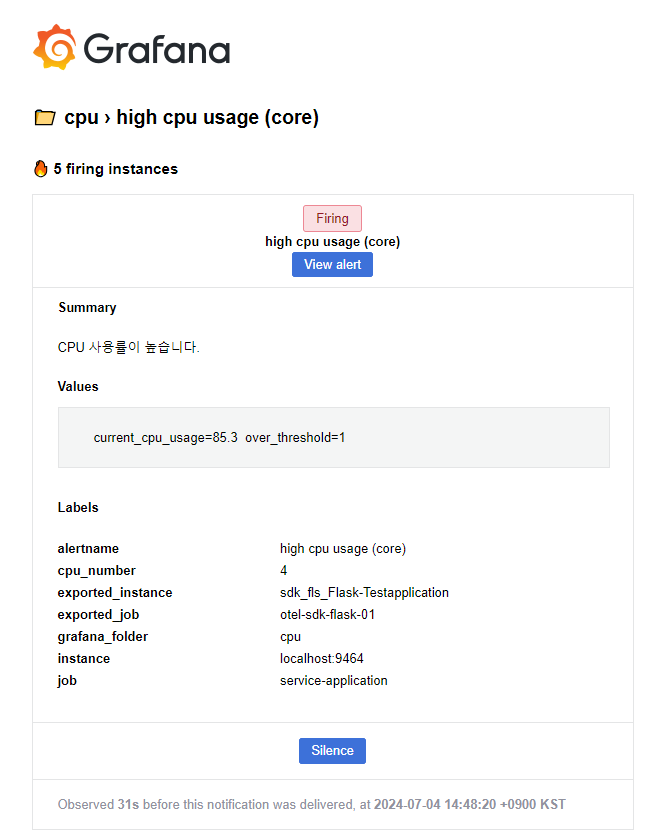 Grafana
cpu › high cpu usage (core)
5 firing instances
Firing
high cpu usage (core)
View alert
Summary
CPU 사용률이 높습니다.
Values
current_cpu_usage=85.3 over_threshold=1
Labels
alertname high cpu usage (core)
cpu_number 4
exported_instance sdk_fls_Flask-Testapplication
exported_job otel-sdk-flask-01
grafana_folder cpu
instance localhost:9464
job service-application
Silence
Observed 31s before this notification was delivered, at 2024-07-04 14:48:20 +0900 KST